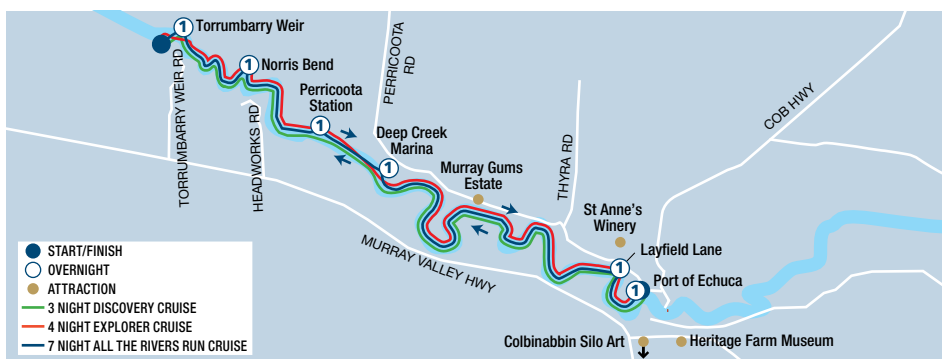 1
Torrumbarry Weir
1
Norris Bend
TORRUMBARRY WEIR RD
HEADWORKS RD
Perricoota
Station
1
PERRICOOTA
RD
Deep Creek
Marina
1
Murray Gums
Estate
THYRA RD
COB HWY
St Anne's
Winery
Layfield Lane
1
Port of Echuca
1
MURRAY VALLEY HWY
START/FINISH
1 OVERNIGHT
ATTRACTION
3 NIGHT DISCOVERY CRUISE
4 NIGHT EXPLORER CRUISE
7 NIGHT ALL THE RIVERS RUN CRUISE
Colbinabbin Silo Art
Heritage Farm Museum